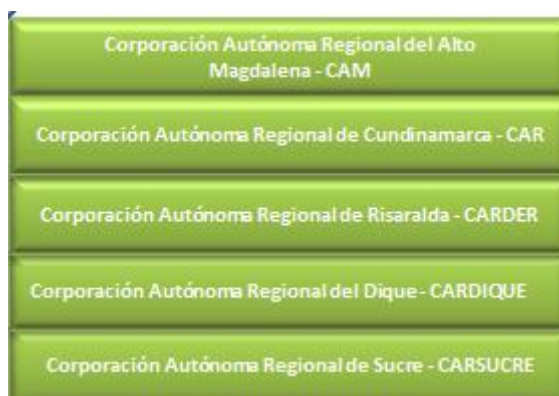 Corporación Autónoma Regional del Alto
Magdalena - CAM
Corporación Autónoma Regional de Cundinamarca - CAR
Corporación Autónoma Regional de Risaralda - CARDER
Corporación Autónoma Regional del Dique - CARDIQUE
Corporación Autónoma Regional de Sucre - CARSUCRE